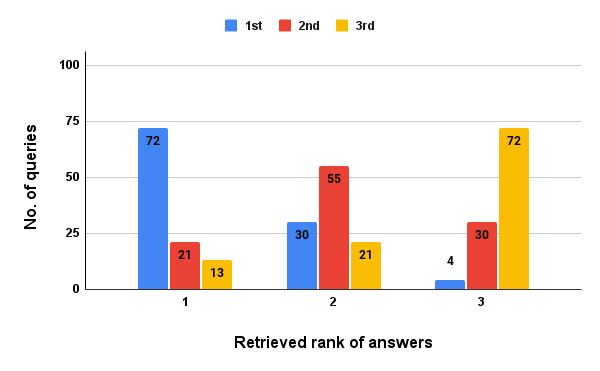 1st 2nd 3rd
No. of queries
100
75
50
25
0
72 21 13
30 55 21
4 30 72
1 2 3
Retrieved rank of answers